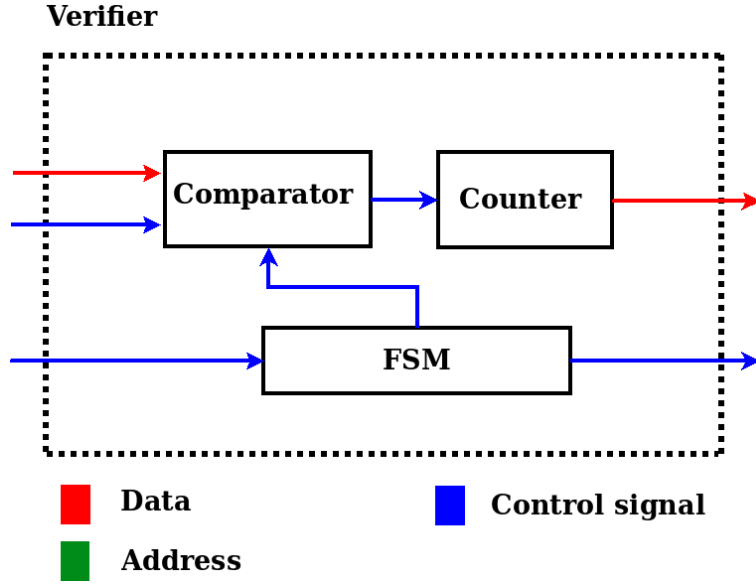 Verifier
Comparator
Counter
FSM
Data
Control signal
Address